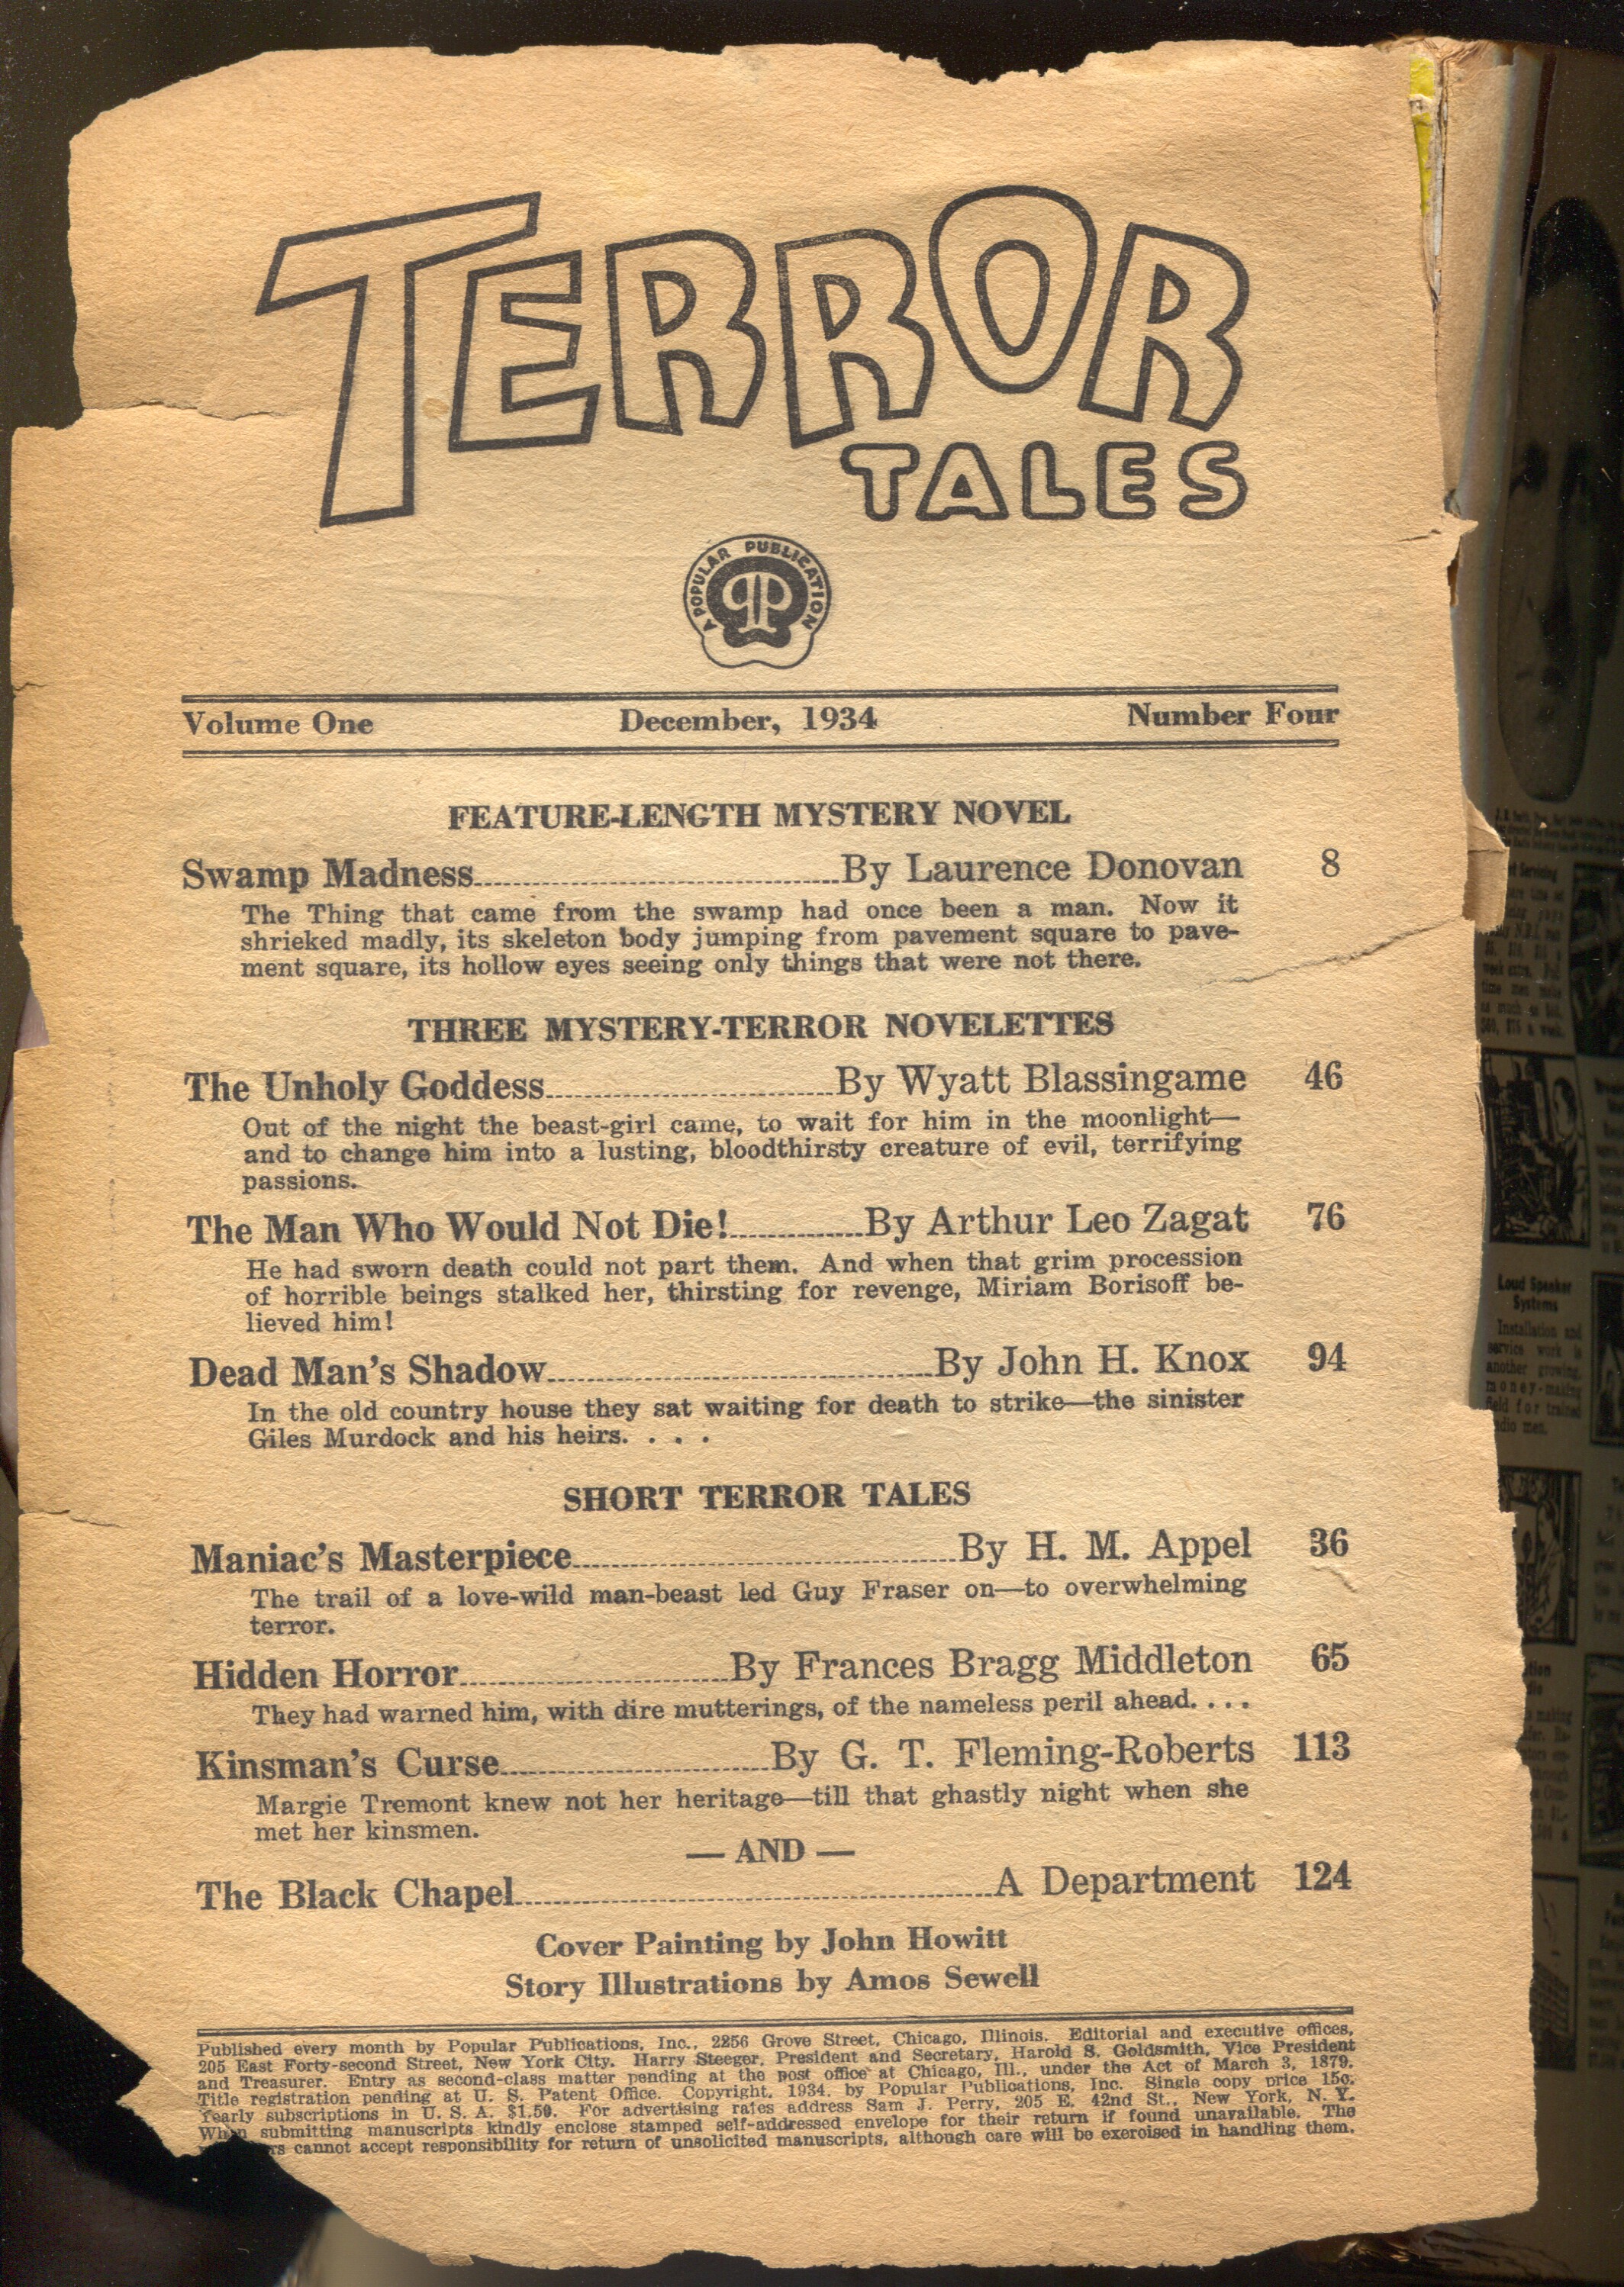 TERROR
TALES
A POPULAR PUBLICATION
Volume One December, 1934 Number Four
FEATURE-LENGTH MYSTERY NOVEL
Swamp Madness By Laurence Donovan 8
The Thing that came from the swamp had once been a man. Now it
shrieked madly, its skeleton body jumping from pavement square to pave-
ment square, its hollow eyes seeing only things that were not there.
THREE MYSTERY-TERROR NOVELETTES
The Unholy Goddess By Wyatt Blassingame 46
Out of the night the beast-girl came, to wait for him in the moonlight—
and to change him into a lusting, bloodthirsty creature of evil, terrifying
passions.
The Man Who Would Not Die! By Arthur Leo Zagat 76
He had sworn death could not part them. And when that grim procession
of horrible beings stalked her, thirsting for revenge, Miriam Borisoff be-
lieved him!
Dead Man's Shadow By John H. Knox 94
In the old country house they sat waiting for death to strike—the sinister
Giles Murdock and his heirs. . . .
SHORT TERROR TALES
Maniac's Masterpiece By H. M. Appel 36
The trail of a love-wild man-beast led Guy Fraser on—to overwhelming
terror.
Hidden Horror By Frances Bragg Middleton 65
They had warned him, with dire mutterings, of the nameless peril ahead. . . .
Kinsman's Curse By G. T. Fleming-Roberts 113
Margie Tremont knew not her heritage—till that ghastly night when she
met her kinsmen.
— AND —
The Black Chapel A Department 124
Cover Painting by John Howitt
Story Illustrations by Amos Sewell
Published every month by Popular Publications, Inc., 2256 Grove Street, Chicago, Illinois. Editorial and executive offices,
205 East Forty-second Street, New York City. Harry Steeger, President and Secretary, Harold S. Goldsmith, Vice President
and Treasurer. Entry as second-class matter pending at the post office at Chicago, Ill., under the Act of March 3, 1879.
Title registration pending at U. S. Patent Office. Copyright, 1934, by Popular Publications, Inc. Single copy price 15c.
Yearly subscriptions in U. S. A. $1.50. For advertising rates address Sam J. Perry, 205 E. 42nd St., New York, N. Y.
When submitting manuscripts kindly enclose stamped self-addressed envelope for their return if found unavailable. The
cannot accept responsibility for return of unsolicited manuscripts, although care will be exercised in handling them.
Loud Speaker
Systems
Installation and
service work is
another growing,
money-making
field for trained
radio men.